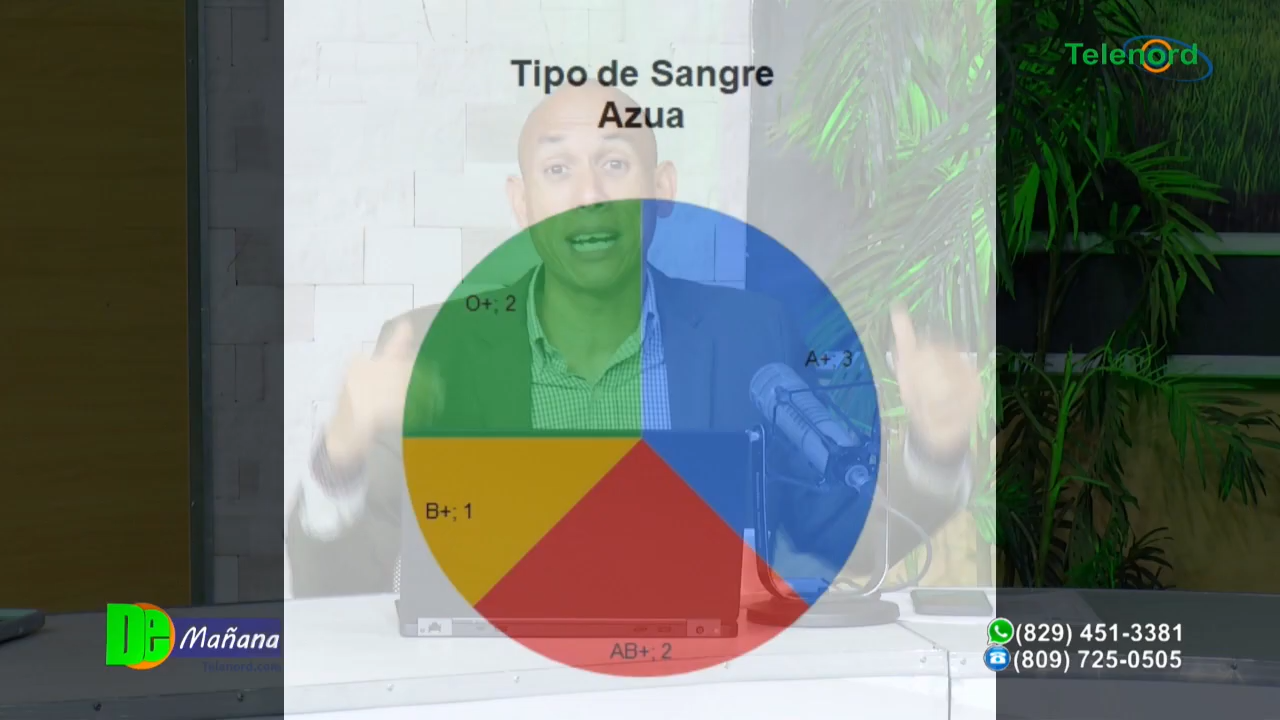 Tipo de Sangre
Azua
Telenord
O+; 2
A+; 3
B+; 1
AB+; 2
De Mañana
Telenord.com
(829) 451-3381
(809) 725-0505